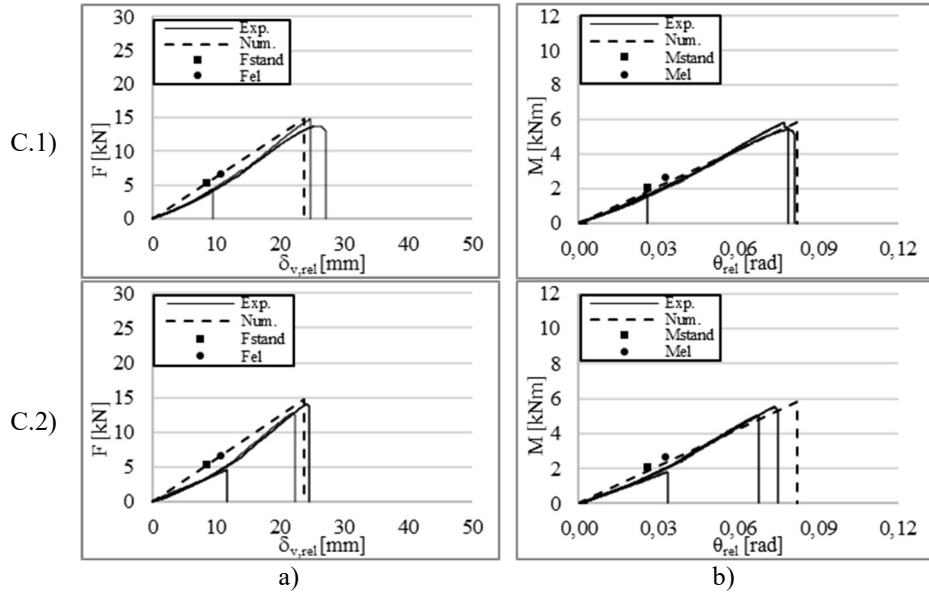 C.1)
F [kN]
30
25
20
15
10
5
0
Exp.
Num.
Fstand
Fel
0 10 20 30 40 50
δv,rel [mm]
M [kNm]
12
10
8
6
4
2
0
Exp.
Num.
Mstand
Mel
0,00 0,03 0,06 0,09 0,12
θrel [rad]
C.2)
F [kN]
30
25
20
15
10
5
0
Exp.
Num.
Fstand
Fel
0 10 20 30 40 50
δv,rel [mm]
M [kNm]
12
10
8
6
4
2
0
Exp.
Num.
Mstand
Mel
0,00 0,03 0,06 0,09 0,12
θrel [rad]
a) b)